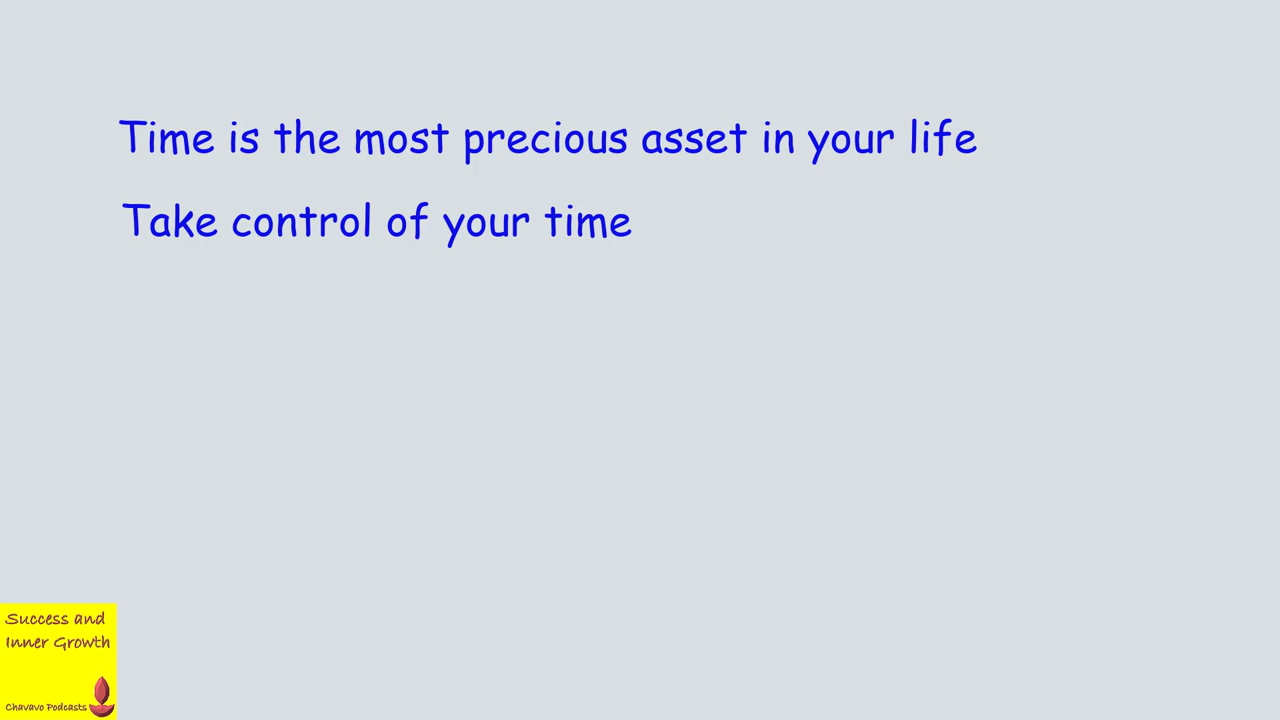 Time is the most precious asset in your life
Take control of your time
Success and
Inner Growth
Chavavo Podcasts